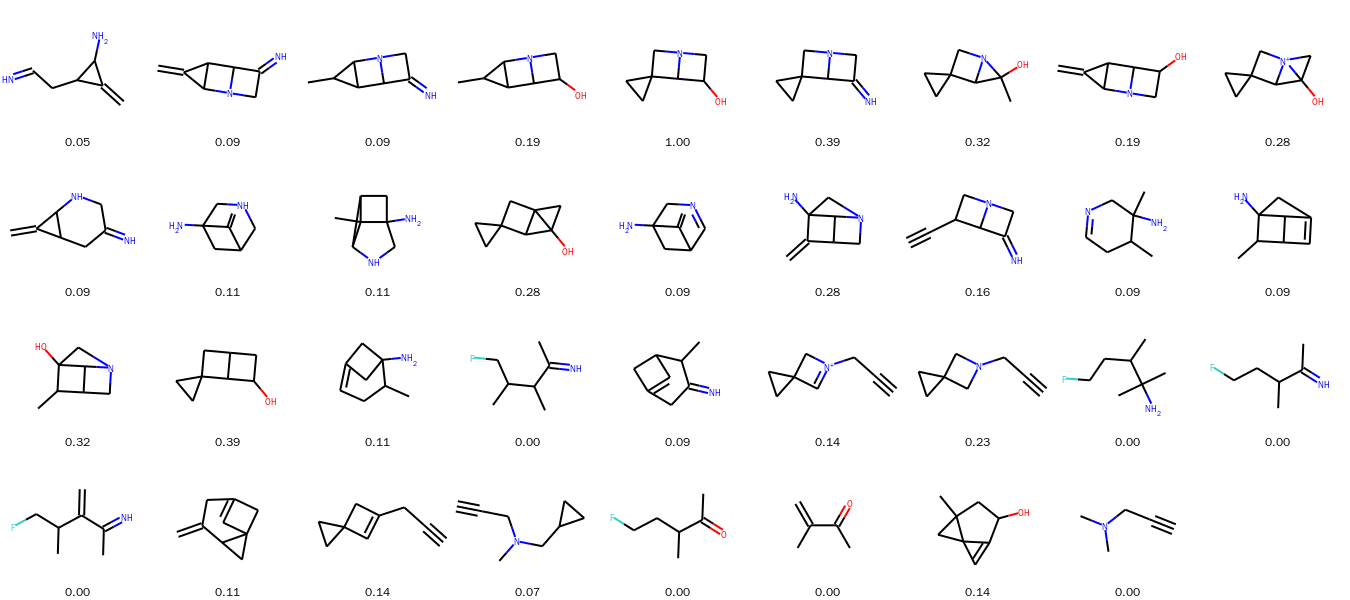 NH2 HN NH N NH N NH N OH N OH N NH N OH N OH N+ OH
0.05 0.09 0.09 0.19 1.00 0.39 0.32 0.19 0.28
NH NH H2N NH NH2 NH OH H2N N H2N N N NH N NH2 H2N
0.09 0.11 0.11 0.28 0.09 0.28 0.16 0.09 0.09
HO N OH NH2 F NH NH N+ N F NH2 F NH
0.32 0.39 0.11 0.00 0.09 0.14 0.23 0.00 0.00
F NH N F O O OH N
0.00 0.11 0.14 0.07 0.00 0.00 0.14 0.00